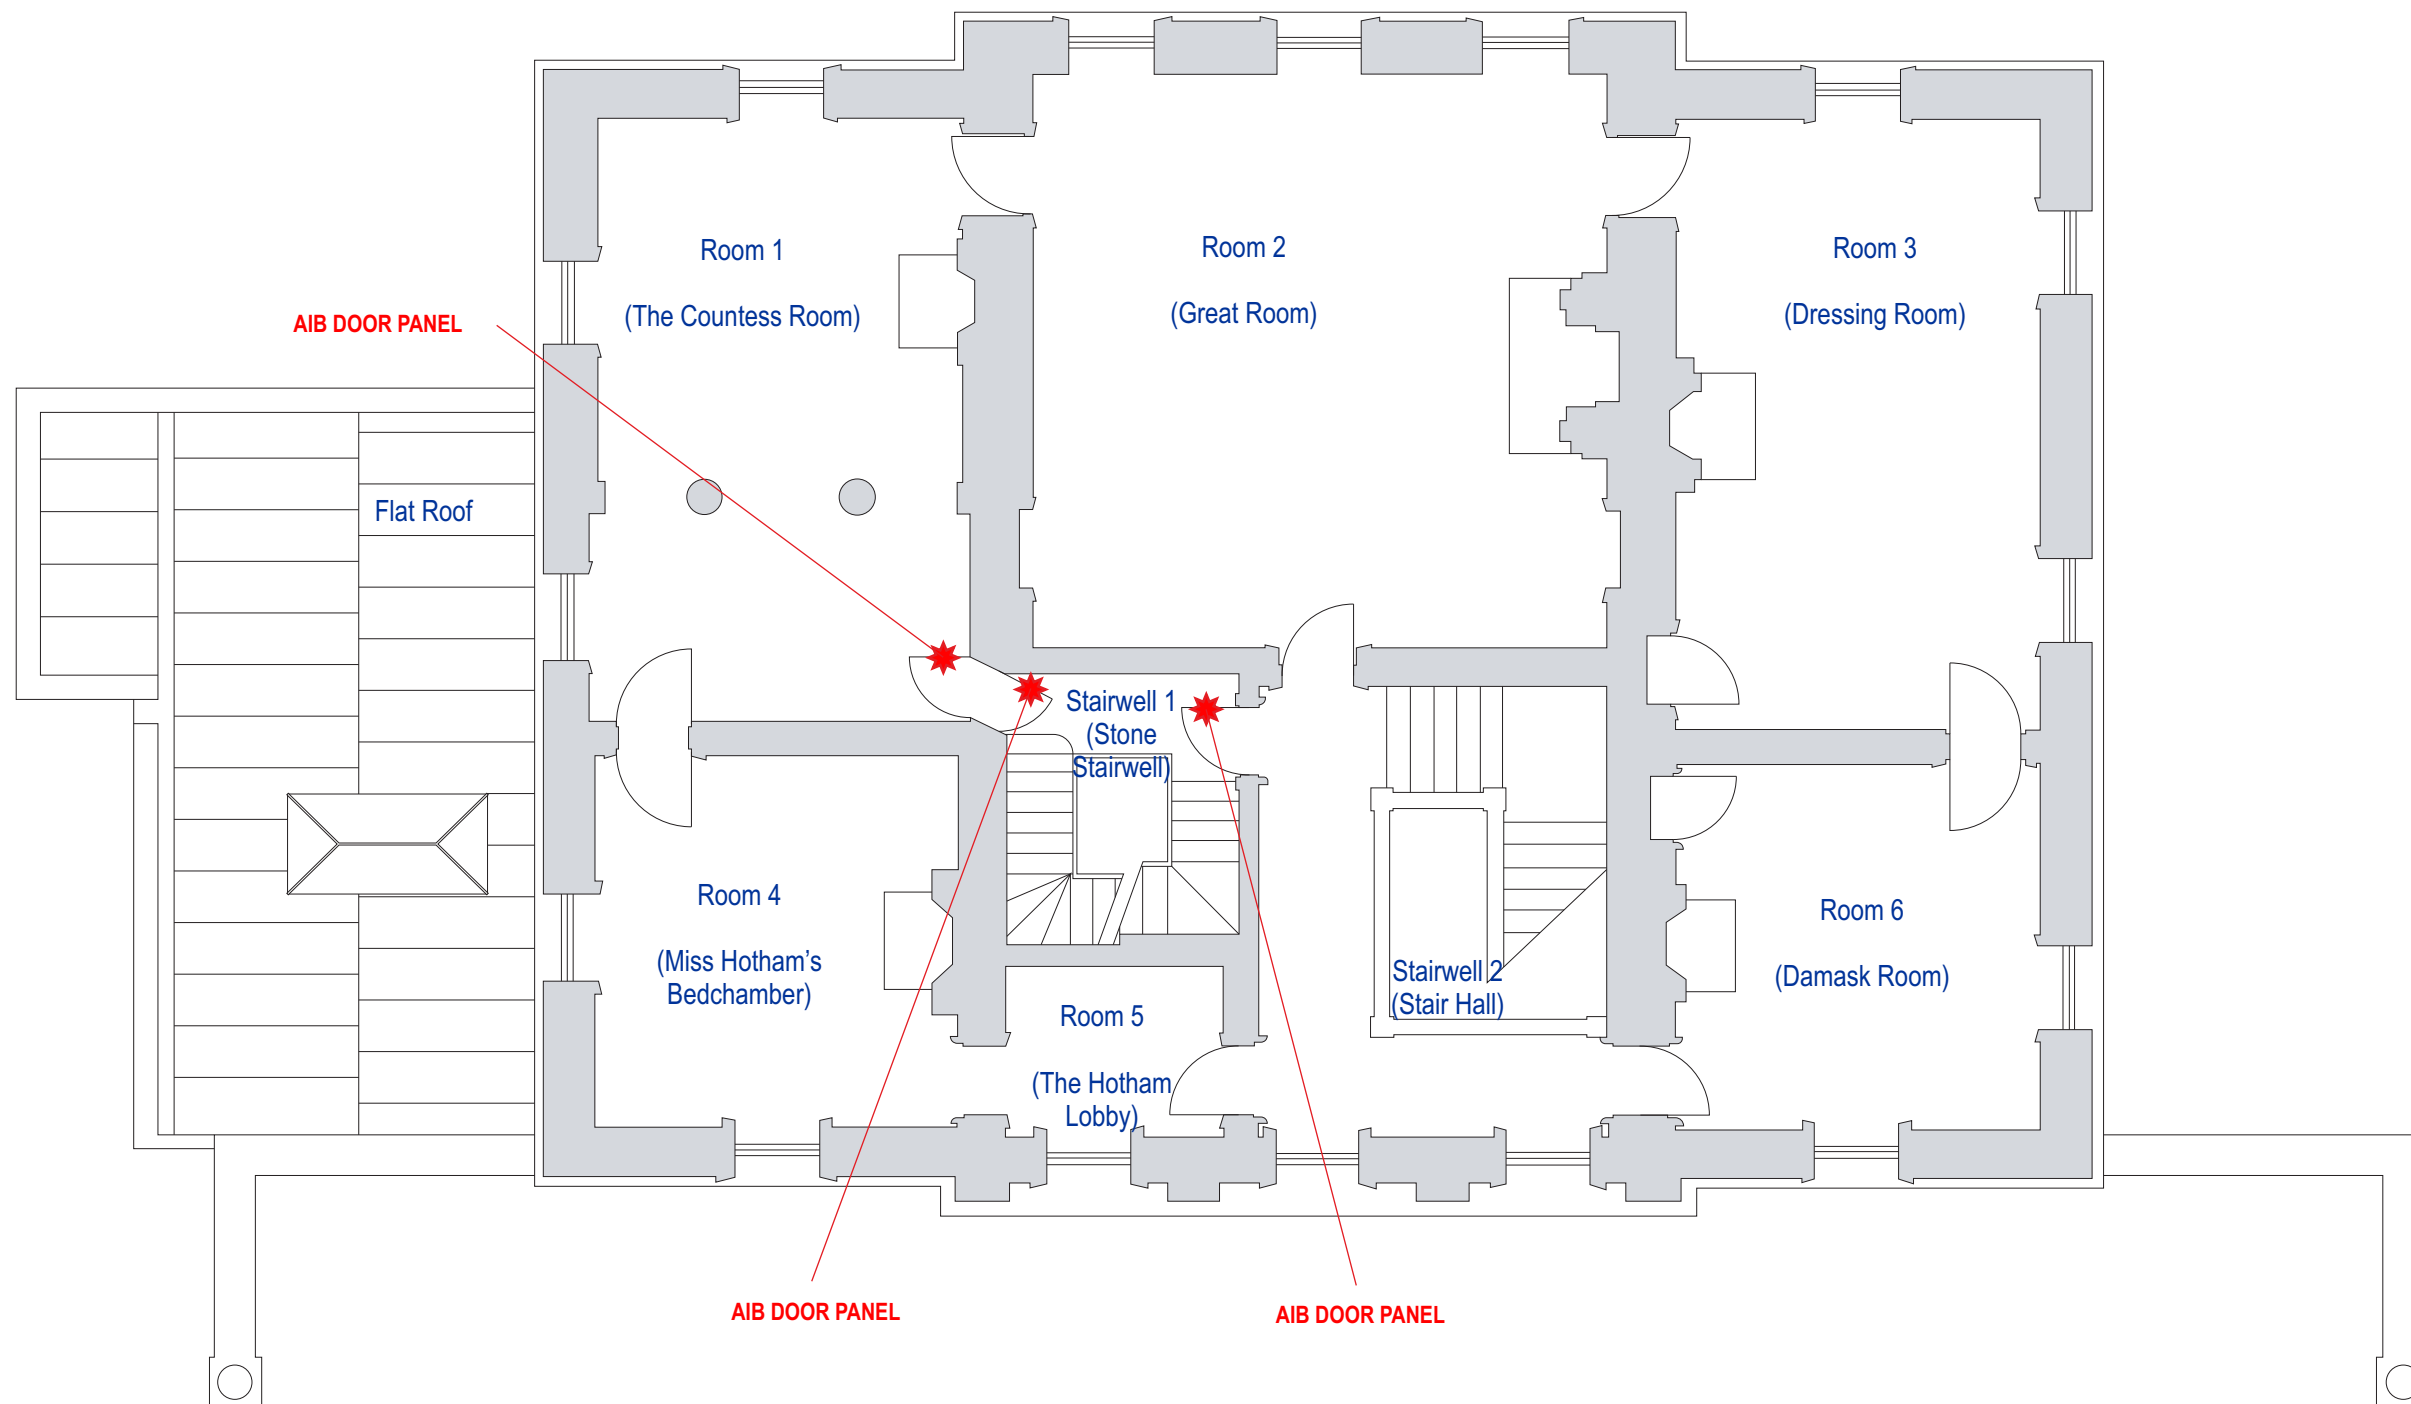 Room 1
(The Countess Room)
Room 2
(Great Room)
Room 3
(Dressing Room)
AIB DOOR PANEL
Flat Roof
Stairwell 1
(Stone
Stairwell)
Room 4
(Miss Hotham’s
Bedchamber)
Room 5
(The Hotham
Lobby)
Stairwell 2
(Stair Hall)
Room 6
(Damask Room)
AIB DOOR PANEL
AIB DOOR PANEL